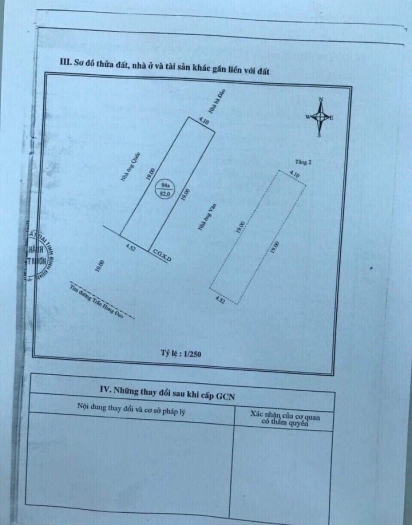 III. Sơ đồ thửa đất, nhà ở và tài sản khác gắn liền với đất
Nhà bà Đào
4.10
N
W E
S
Nhà ông Quốc
19.00
94a
82,0
19.00
Nhà ông Vân
Tầng 2
4.10
19.00
19.00
4.52
4.52
C.G.X.D
10.00
Tim đường Trần Hưng Đạo
Tỷ lệ : 1/250
IV. Những thay đổi sau khi cấp GCN
Nội dung thay đổi và cơ sở pháp lý
Xác nhận của cơ quan
có thẩm quyền